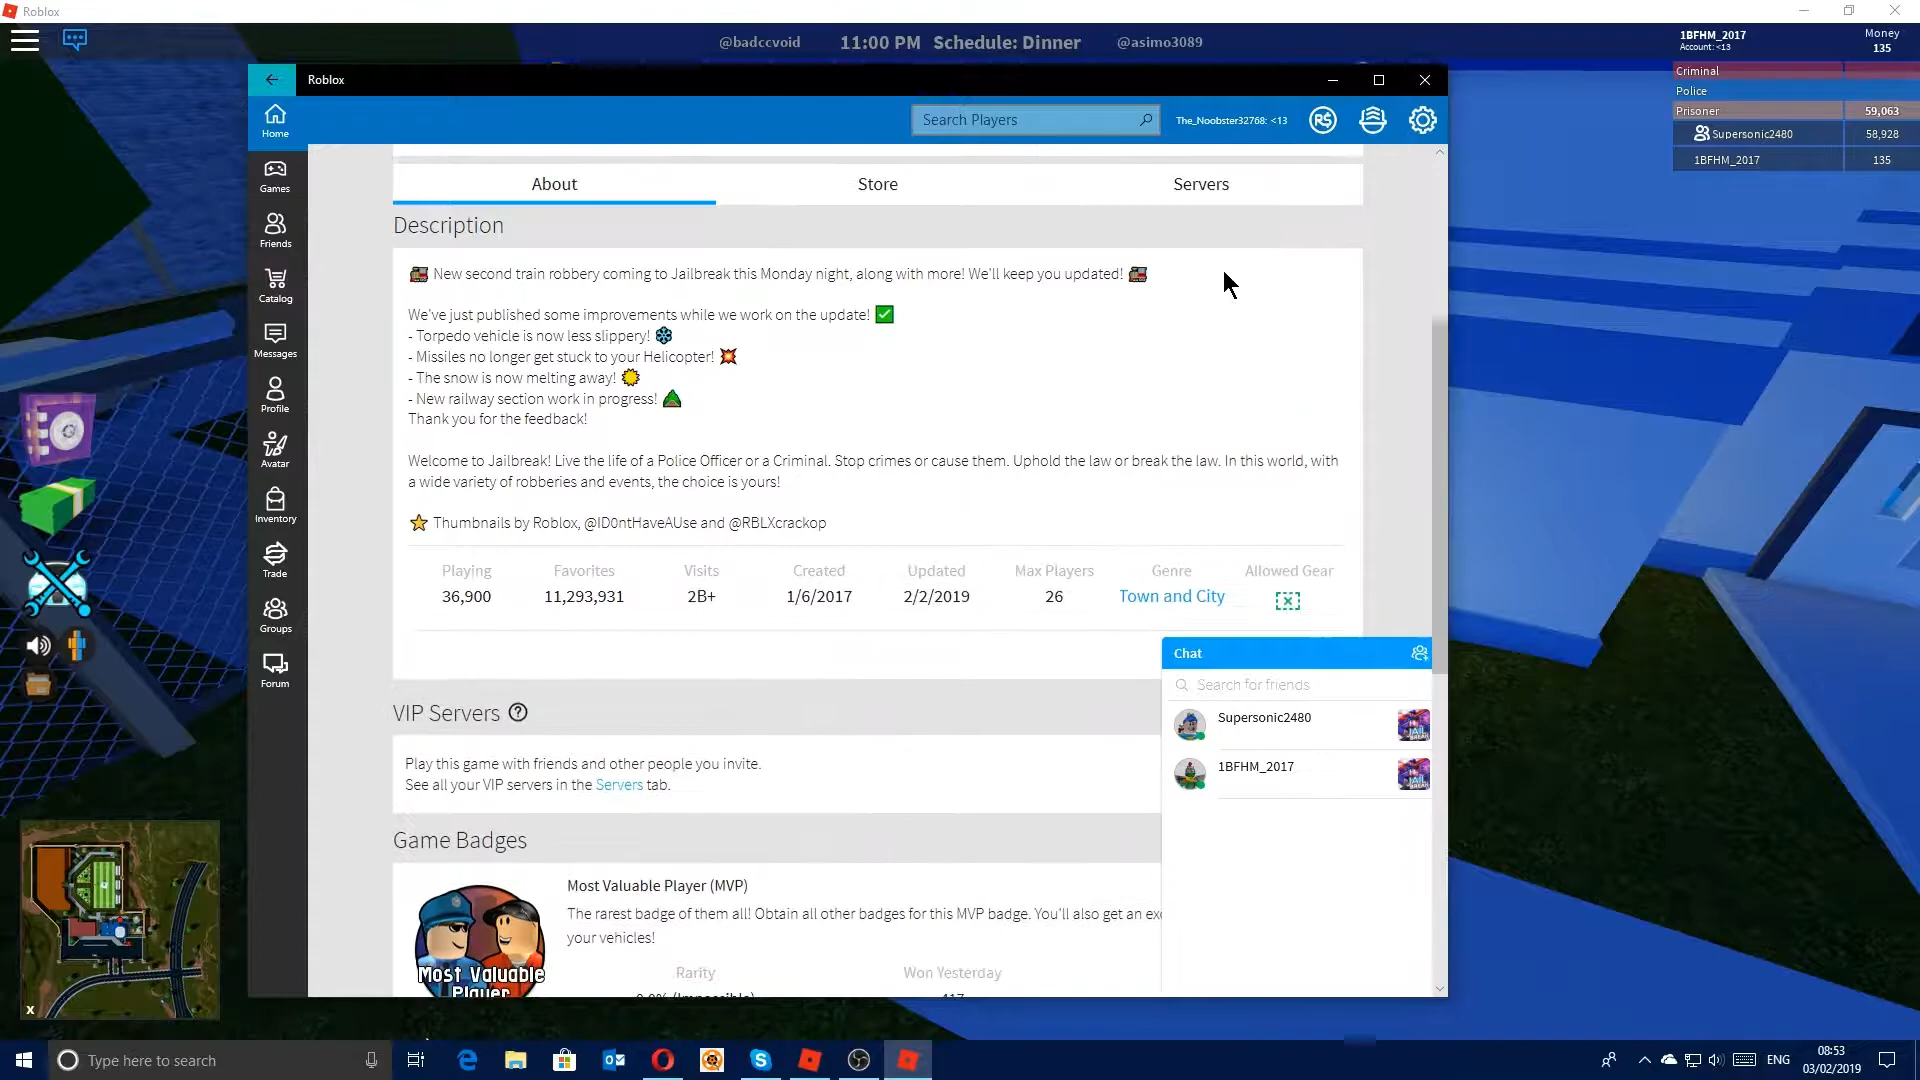 Roblox
@badccvoid 11:00 PM Schedule: Dinner @asimo3089
1BFHM_2017
Account: <13
Money
135
Criminal
Police
Prisoner 59,063
Supersonic2480 58,928
1BFHM_2017 135
Roblox
Search Players
The_Noobster32768: <13
R$
Home
Games
Friends
Catalog
Messages
Profile
Avatar
Inventory
Trade
Groups
Forum
About Store Servers
Description
New second train robbery coming to Jailbreak this Monday night, along with more! We'll keep you updated!
We've just published some improvements while we work on the update!
- Torpedo vehicle is now less slippery!
- Missiles no longer get stuck to your Helicopter!
- The snow is now melting away!
- New railway section work in progress!
Thank you for the feedback!
Welcome to Jailbreak! Live the life of a Police Officer or a Criminal. Stop crimes or cause them. Uphold the law or break the law. In this world, with
a wide variety of robberies and events, the choice is yours!
Thumbnails by Roblox, @ID0ntHaveAUse and @RBLXcrackop
Playing Favorites Visits Created Updated Max Players Genre Allowed Gear
36,900 11,293,931 2B+ 1/6/2017 2/2/2019 26 Town and City
VIP Servers
Play this game with friends and other people you invite.
See all your VIP servers in the Servers tab.
Game Badges
Most Valuable Player (MVP)
The rarest badge of them all! Obtain all other badges for this MVP badge. You'll also get an
your vehicles!
Rarity Won Yesterday
0.0% (Impossible) 417
Most Valuable
Player
Chat
Search for friends
Supersonic2480
1BFHM_2017
x
Type here to search
ENG
08:53
03/02/2019